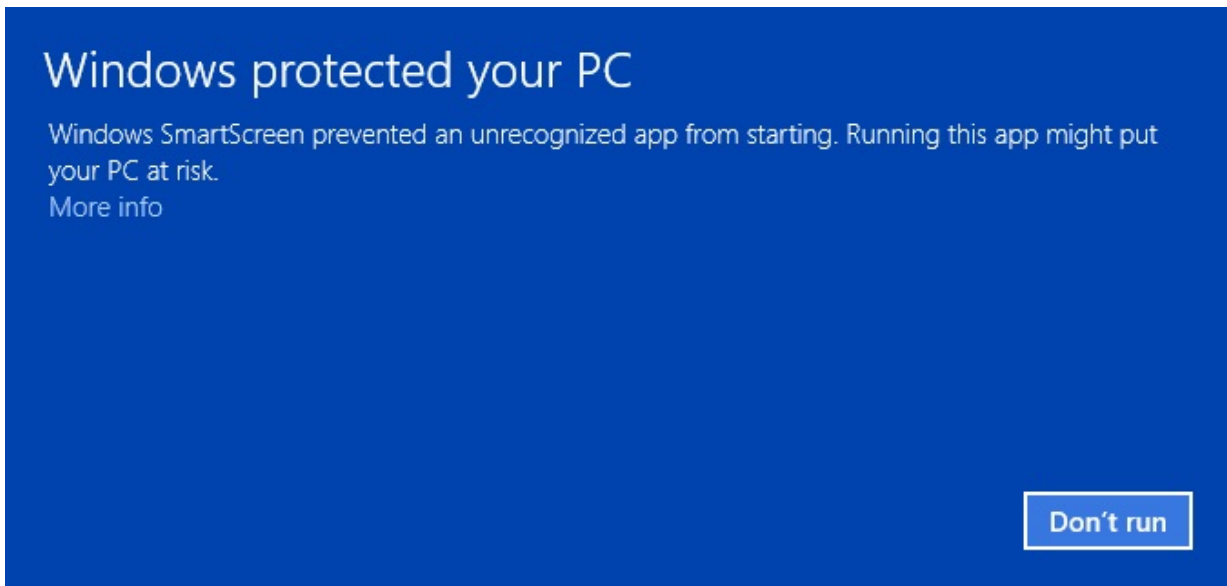 Windows protected your PC
Windows SmartScreen prevented an unrecognized app from starting. Running this app might put
your PC at risk.
More info
Don't run